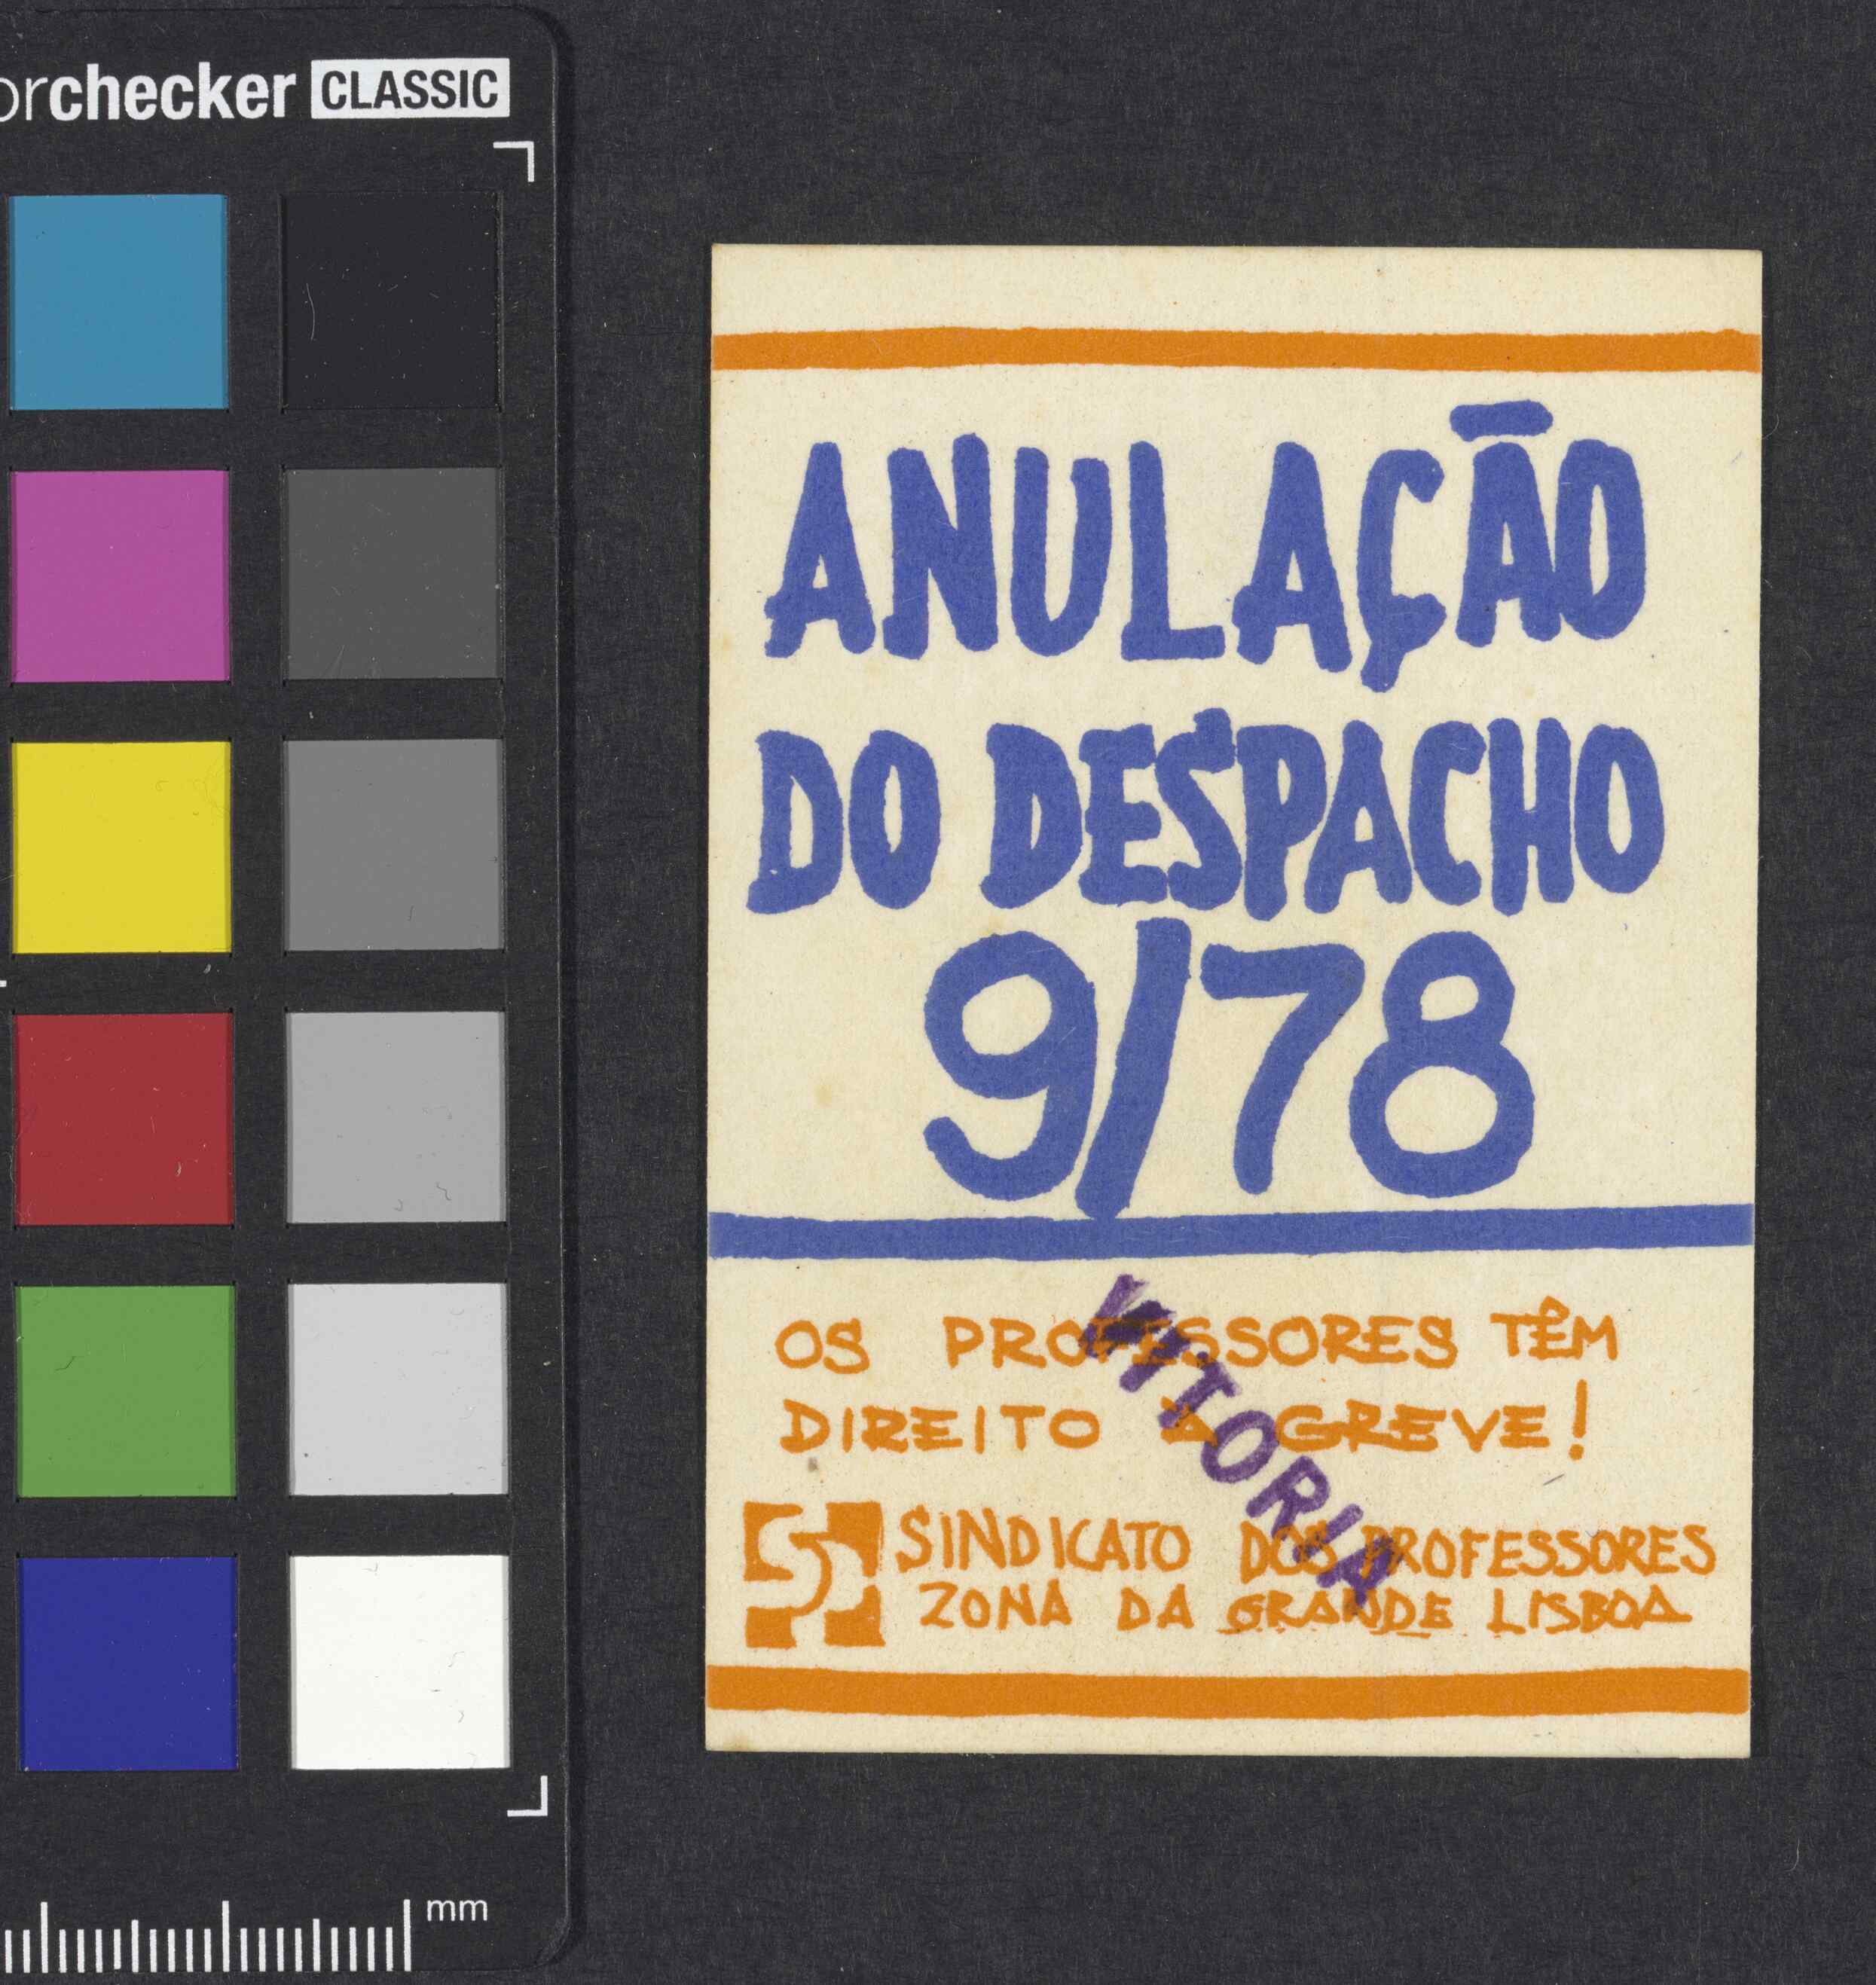 orchecker CLASSIC
ANULAÇÃO
DO DESPACHO
9/78
OS PROFESSORES TÊM
DIREITO À GREVE!
VITORIA
SINDICATO DOS PROFESSORES
ZONA DA GRANDE LISBOA
mm